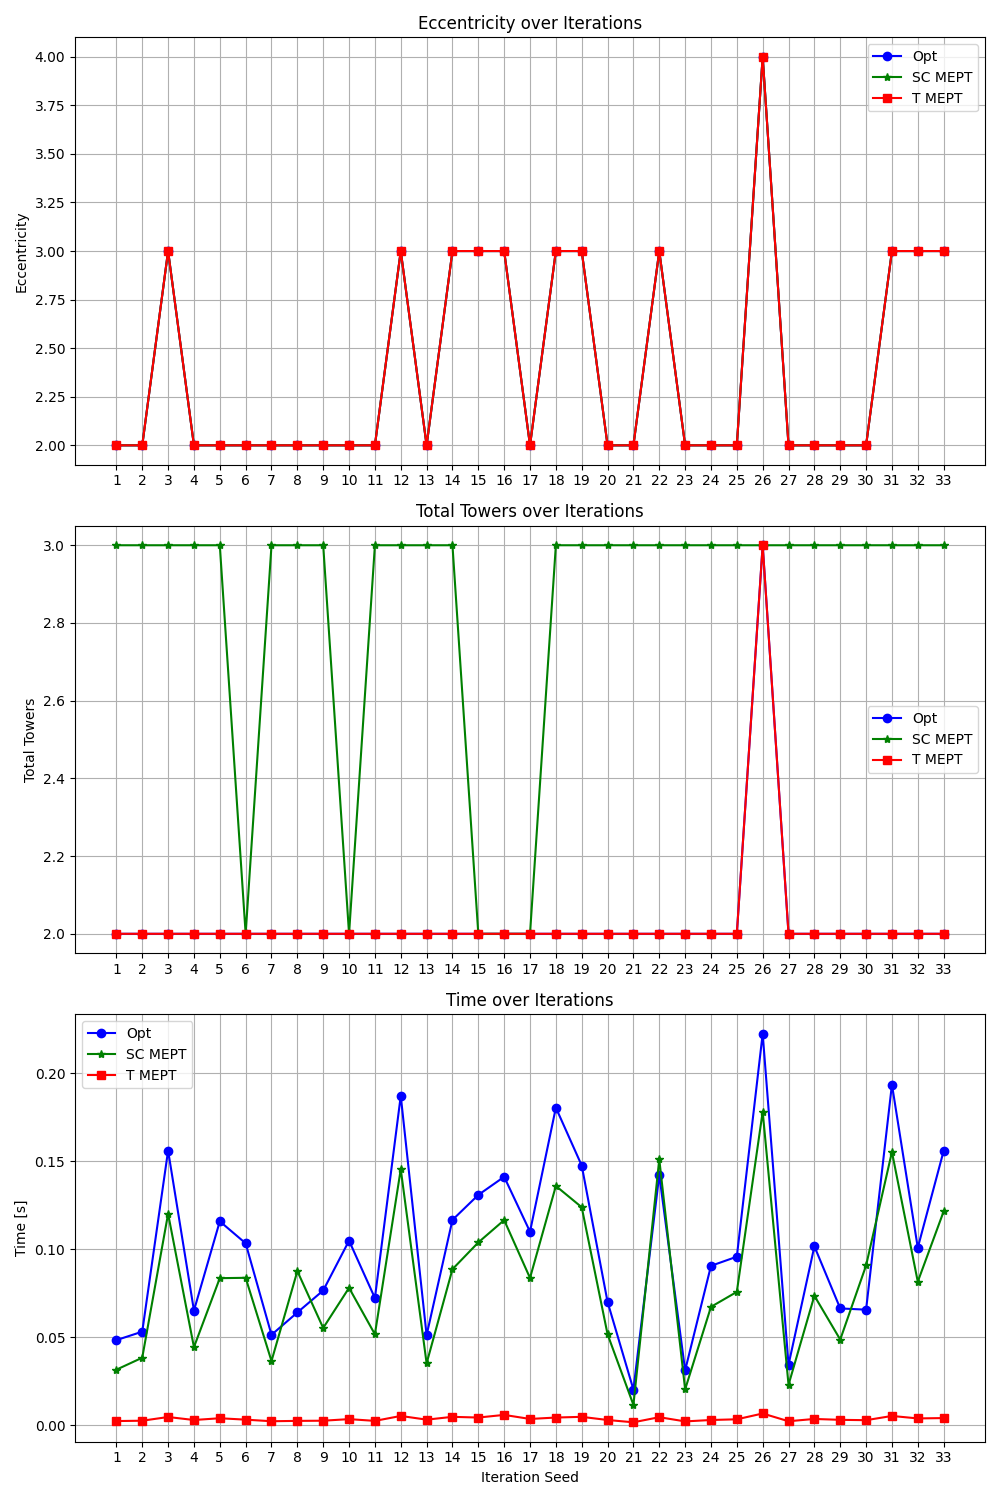 Eccentricity over Iterations
4.00
3.75
3.50
3.25
3.00
2.75
2.50
2.25
2.00
Eccentricity
Opt
SC MEPT
T MEPT
1 2 3 4 5 6 7 8 9 10 11 12 13 14 15 16 17 18 19 20 21 22 23 24 25 26 27 28 29 30 31 32 33
Total Towers over Iterations
3.0
2.8
2.6
2.4
2.2
2.0
Total Towers
Opt
SC MEPT
T MEPT
1 2 3 4 5 6 7 8 9 10 11 12 13 14 15 16 17 18 19 20 21 22 23 24 25 26 27 28 29 30 31 32 33
Time over Iterations
Opt
SC MEPT
T MEPT
0.20
0.15
0.10
0.05
0.00
Time [s]
1 2 3 4 5 6 7 8 9 10 11 12 13 14 15 16 17 18 19 20 21 22 23 24 25 26 27 28 29 30 31 32 33
Iteration Seed